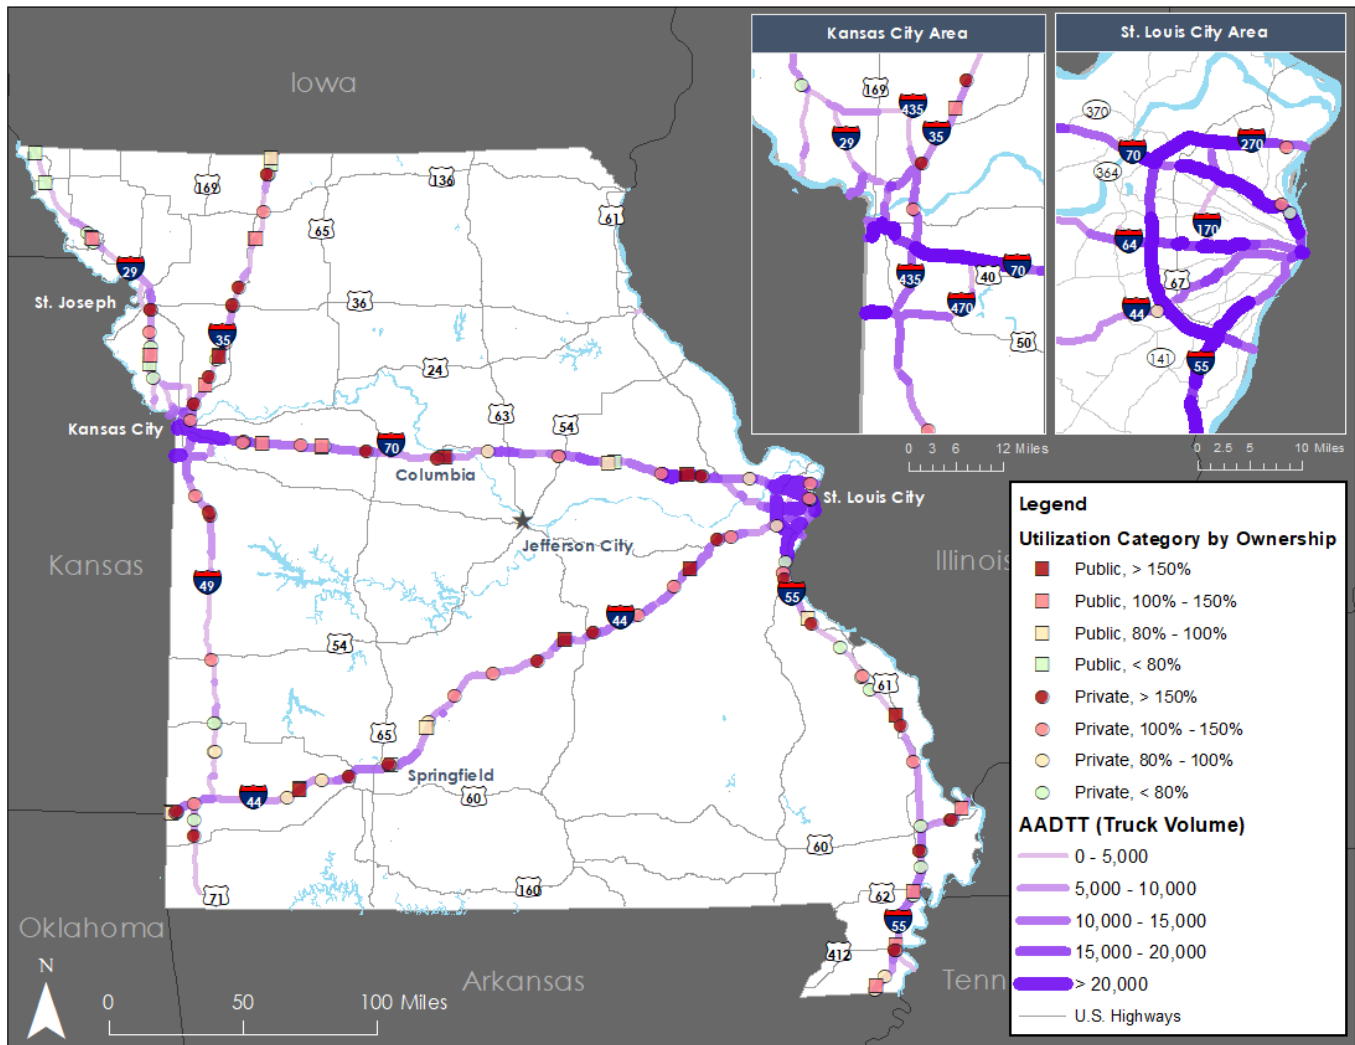 Iowa
Kansas City Area
St. Louis City Area
169
435
29
35
435
70
40
470
50
0 3 6 12 Miles
370
70
270
364
170
64
67
44
141
55
0 2.5 5 10 Miles
169
136
65
61
29
St. Joseph
36
35
24
63
54
Kansas City
70
Columbia
St. Louis City
Jefferson City
Kansas
Illinois
49
55
44
54
61
65
Springfield
44
60
60
71
160
62
55
412
Oklahoma
Arkansas
Tenn
N
0 50 100 Miles
Legend
Utilization Category by Ownership
Public, > 150%
Public, 100% - 150%
Public, 80% - 100%
Public, < 80%
Private, > 150%
Private, 100% - 150%
Private, 80% - 100%
Private, < 80%
AADTT (Truck Volume)
0 - 5,000
5,000 - 10,000
10,000 - 15,000
15,000 - 20,000
> 20,000
U.S. Highways